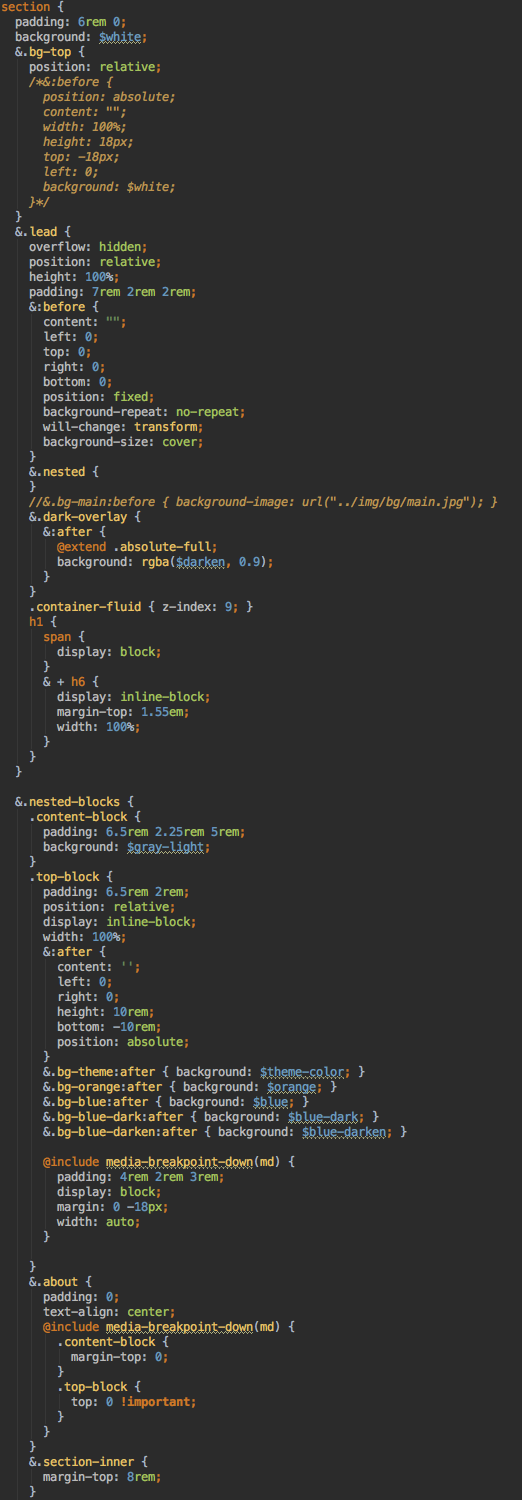 section {
  padding: 6rem 0;
  background: $white;
  &.bg-top {
    position: relative;
    /*&:before {
      position: absolute;
      content: "";
      width: 100%;
      height: 18px;
      top: -18px;
      left: 0;
      background: $white;
    }*/
  }
  &.lead {
    overflow: hidden;
    position: relative;
    height: 100%;
    padding: 7rem 2rem 2rem;
    &:before {
      content: "";
      left: 0;
      top: 0;
      right: 0;
      bottom: 0;
      position: fixed;
      background-repeat: no-repeat;
      will-change: transform;
      background-size: cover;
    }
    &.nested {
    }
    //&.bg-main:before { background-image: url("../img/bg/main.jpg"); }
    &.dark-overlay {
      &:after {
        @extend .absolute-full;
        background: rgba($darken, 0.9);
      }
    }
    .container-fluid { z-index: 9; }
    h1 {
      span {
        display: block;
      }
      & + h6 {
        display: inline-block;
        margin-top: 1.55em;
        width: 100%;
      }
    }
  }

  &.nested-blocks {
    .content-block {
      padding: 6.5rem 2.25rem 5rem;
      background: $gray-light;
    }
    .top-block {
      padding: 6.5rem 2rem;
      position: relative;
      display: inline-block;
      width: 100%;
      &:after {
        content: '';
        left: 0;
        right: 0;
        height: 10rem;
        bottom: -10rem;
        position: absolute;
      }
      &.bg-theme:after { background: $theme-color; }
      &.bg-orange:after { background: $orange; }
      &.bg-blue:after { background: $blue; }
      &.bg-blue-dark:after { background: $blue-dark; }
      &.bg-blue-darken:after { background: $blue-darken; }

      @include media-breakpoint-down(md) {
        padding: 4rem 2rem 3rem;
        display: block;
        margin: 0 -18px;
        width: auto;
      }

    }
    &.about {
      padding: 0;
      text-align: center;
      @include media-breakpoint-down(md) {
        .content-block {
          margin-top: 0;
        }
        .top-block {
          top: 0 !important;
        }
      }
    }
    &.section-inner {
      margin-top: 8rem;
    }